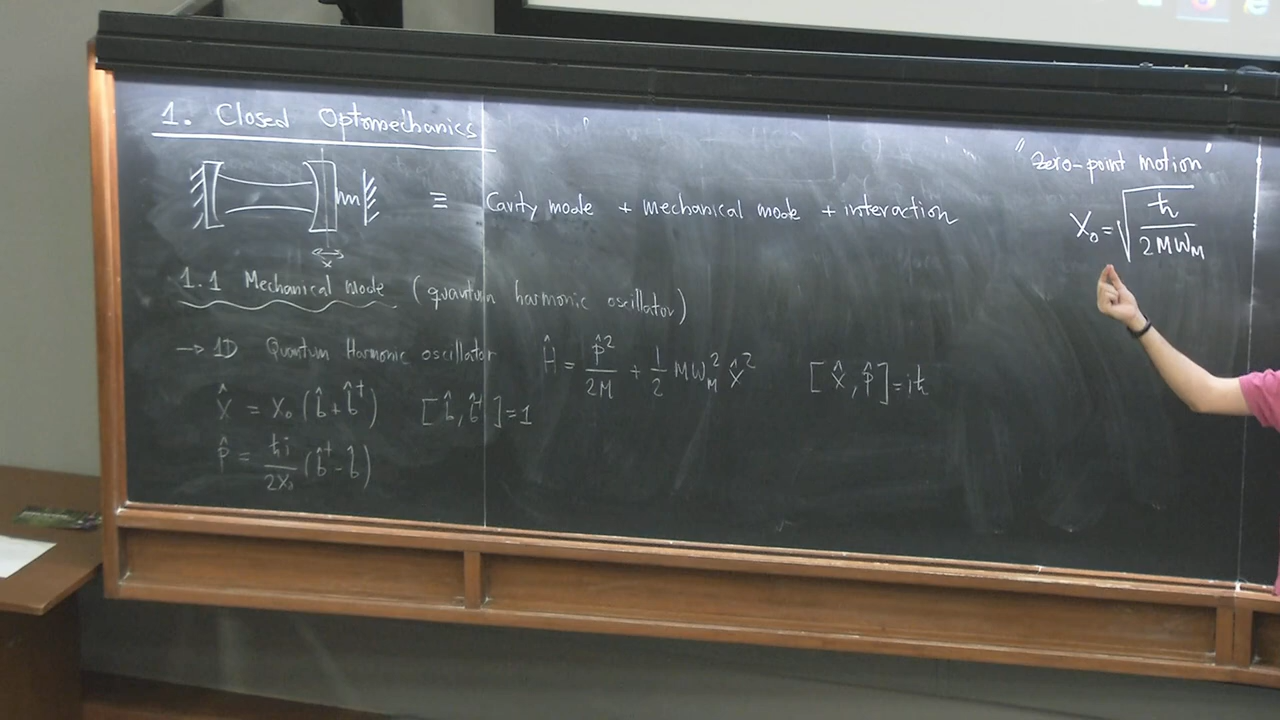 1. Closed Optomechanics
≡ Cavity mode + mechanical mode + interaction
x
"Zero-point motion"
X₀ = √(ħ / 2Mω_M)
1.1 Mechanical mode (quantum harmonic oscillator)
→ 1D Quantum Harmonic oscillator Ĥ = p̂²/2M + 1/2 Mω_M² x̂² [x̂, p̂] = iħ
x̂ = X₀ (b̂ + b̂†) [b̂, b̂†] = 1
p̂ = ħi/2X₀ (b̂† - b̂)